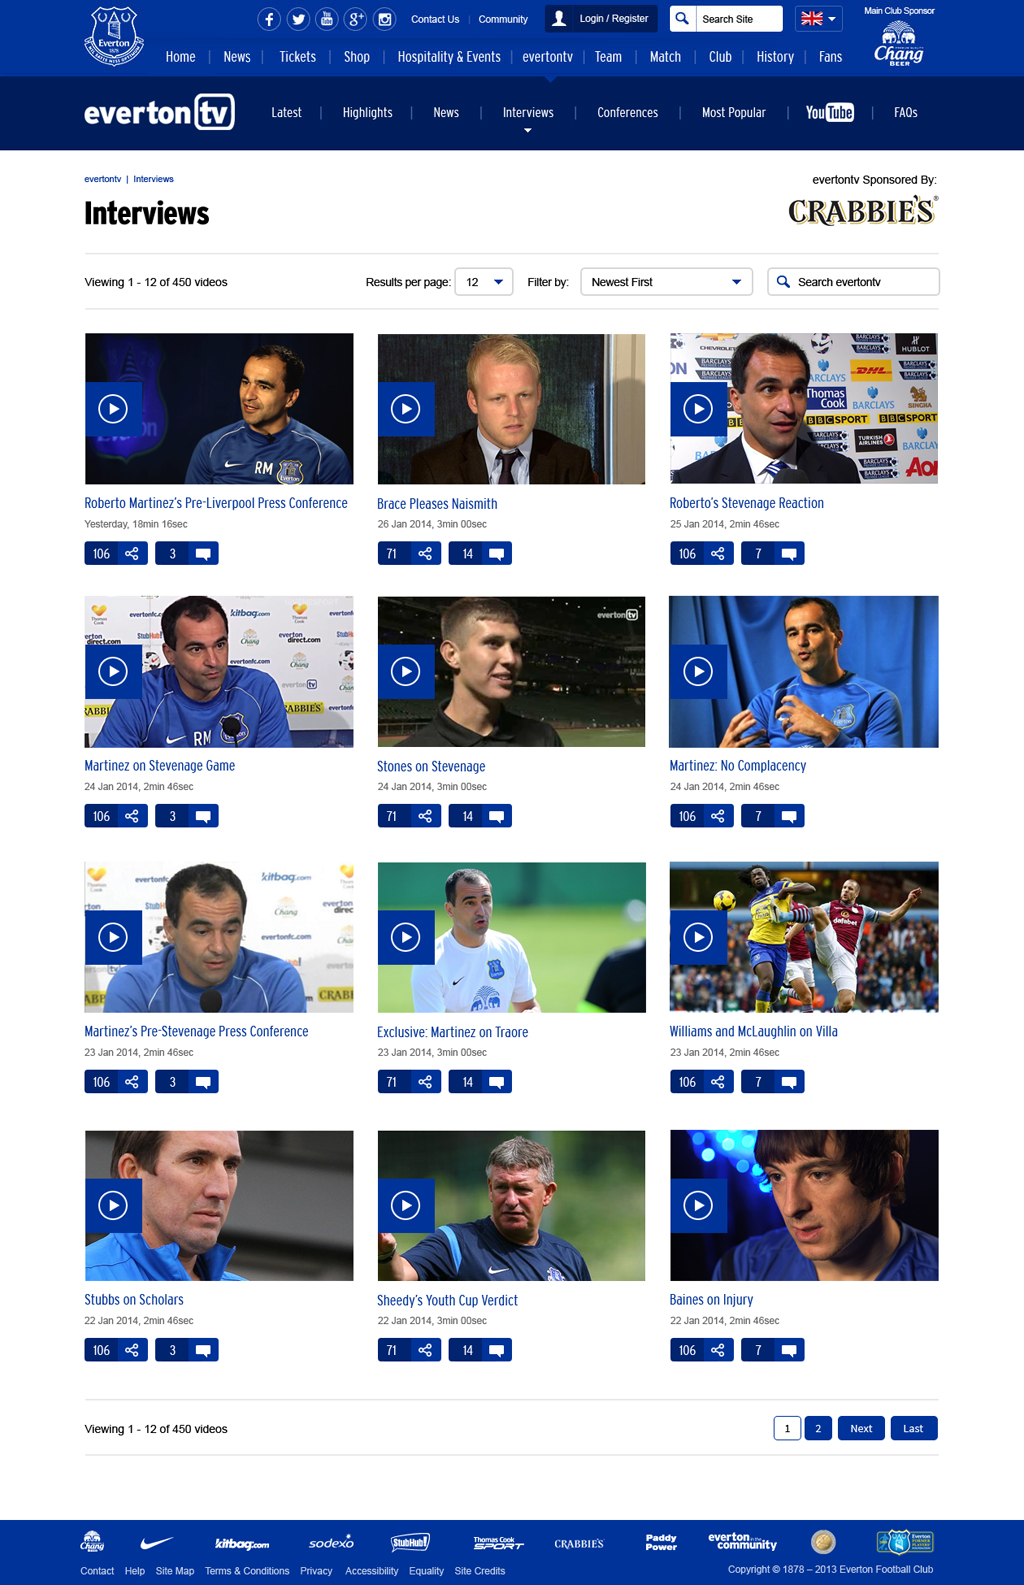 Contact Us | Community
Login / Register
Search Site
Main Club Sponsor
Chang
BEER
Everton
Home | News | Tickets | Shop | Hospitality & Events | evertontv | Team | Match | Club | History | Fans
evertontv
Latest | Highlights | News | Interviews | Conferences | Most Popular | YouTube | FAQs
evertontv | Interviews
evertontv Sponsored By:
Interviews
CRABBIE'S
Viewing 1 - 12 of 450 videos
Results per page: 12
Filter by: Newest First
Search evertontv
Roberto Martinez's Pre-Liverpool Press Conference
Yesterday, 18min 16sec
106 3
Brace Pleases Naismith
26 Jan 2014, 3min 00sec
71 14
Roberto's Stevenage Reaction
25 Jan 2014, 2min 46sec
106 7
Martinez on Stevenage Game
24 Jan 2014, 2min 46sec
106 3
Stones on Stevenage
24 Jan 2014, 3min 00sec
71 14
Martinez: No Complacency
24 Jan 2014, 2min 46sec
106 7
Martinez's Pre-Stevenage Press Conference
23 Jan 2014, 2min 46sec
106 3
Exclusive: Martinez on Traore
23 Jan 2014, 3min 00sec
71 14
Williams and McLaughlin on Villa
23 Jan 2014, 2min 46sec
106 7
Stubbs on Scholars
22 Jan 2014, 2min 46sec
106 3
Sheedy's Youth Cup Verdict
22 Jan 2014, 3min 00sec
71 14
Baines on Injury
22 Jan 2014, 2min 46sec
106 7
Viewing 1 - 12 of 450 videos
1 2 Next Last
kitbag.com sodexo StubHub! Thomas Cook SPORT CRABBIE'S Paddy Power everton in the community
Contact Help Site Map Terms & Conditions Privacy Accessibility Equality Site Credits
Copyright © 1878 – 2013 Everton Football Club